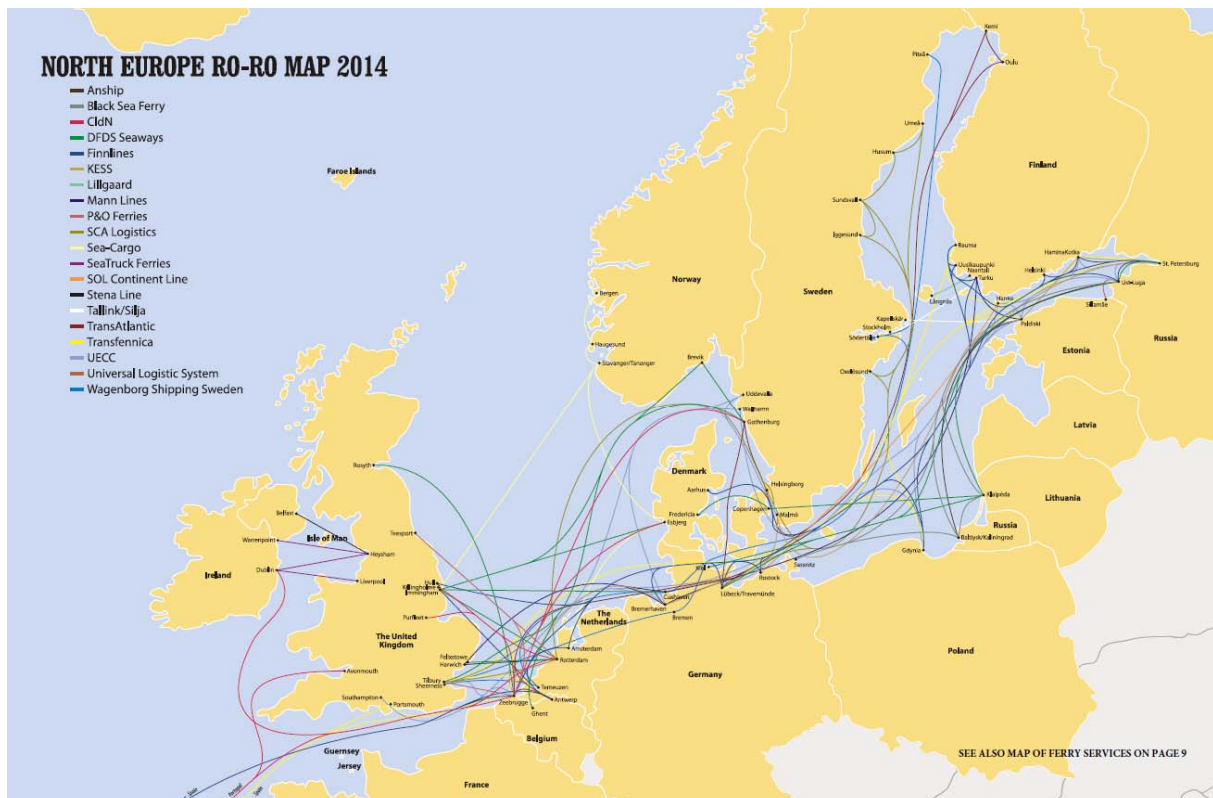 NORTH EUROPE RO-RO MAP 2014
Anship
Black Sea Ferry
CldN
DFDS Seaways
Finnlines
KESS
Lillgaard
Mann Lines
P&O Ferries
SCA Logistics
Sea-Cargo
SeaTruck Ferries
SOL Continent Line
Stena Line
Tallink/Silja
TransAtlantic
Transfennica
UECC
Universal Logistic System
Wagenborg Shipping Sweden
Kemi
Piteå
Oulu
Umeå
Husum
Finland
Faroe Islands
Sundsvall
Iggesund
Rauma
HaminaKotka
Uusikaupunki
Naantali
Turku
Helsinki
St. Petersburg
Norway
Sweden
Ust-Luga
Bergen
Långnäs
Hanko
Sillamäe
Kapellskär
Stockholm
Paldiski
Södertälje
Russia
Haugesund
Estonia
Stavanger/Tananger
Brevik
Oxelösund
Uddevalla
Wallhamn
Gothenburg
Latvia
Rosyth
Denmark
Helsingborg
Aarhus
Klaipėda
Lithuania
Belfast
Fredericia
Copenhagen
Malmö
Esbjerg
Russia
Isle of Man
Teesport
Warrenpoint
Heysham
Baltiysk/Kaliningrad
Gdynia
Ireland
Dublin
Liverpool
Kiel
Sassnitz
Rostock
Hull
Killingholme
Immingham
Cuxhaven
Lübeck/Travemünde
Bremerhaven
Bremen
Purfleet
The
Netherlands
The United
Kingdom
Amsterdam
Felixstowe
Harwich
Rotterdam
Poland
Avonmouth
Tilbury
Sheerness
Germany
Terneuzen
Southampton
Portsmouth
Zeebrugge
Antwerp
Ghent
Belgium
Guernsey
Jersey
SEE ALSO MAP OF FERRY SERVICES ON PAGE 9
France
Spain
Portugal
Spain